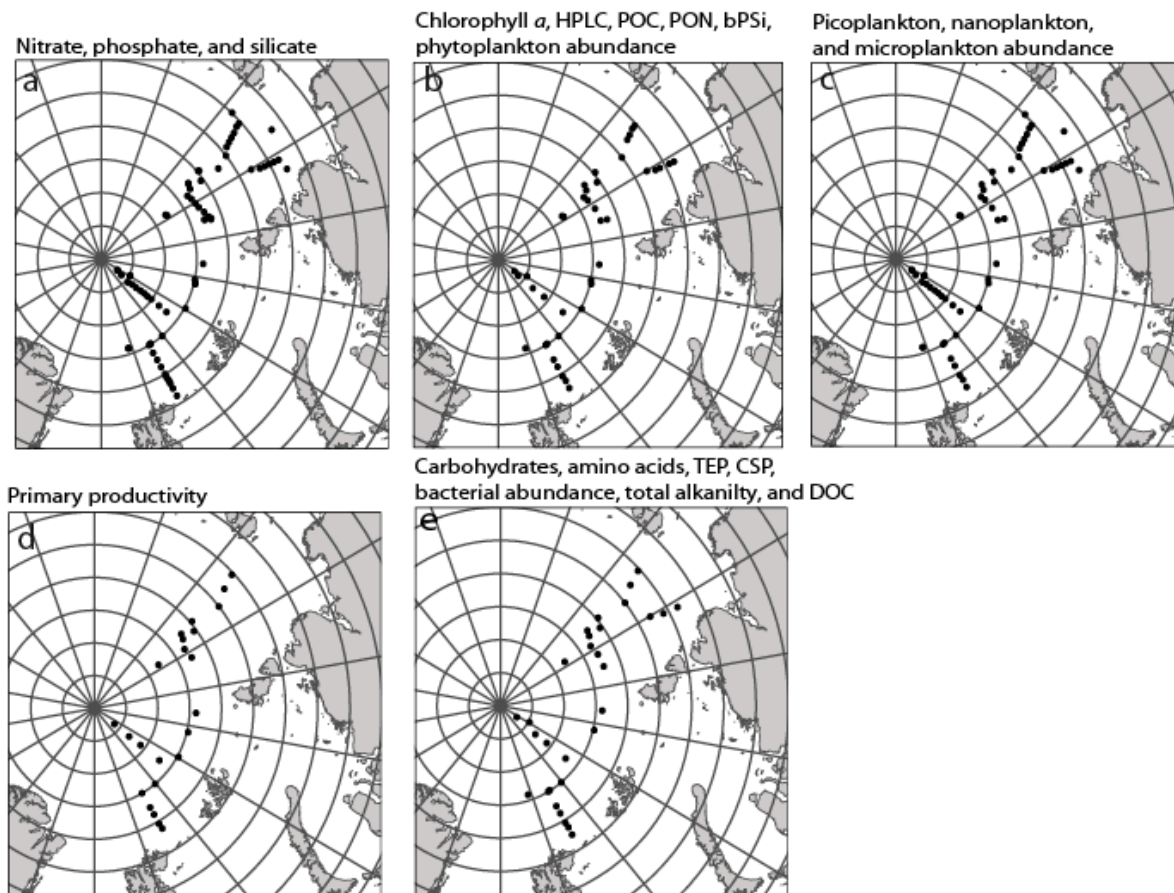 Nitrate, phosphate, and silicate
a
Chlorophyll a, HPLC, POC, PON, bPSi,
phytoplankton abundance
b
Picoplankton, nanoplankton,
and microplankton abundance
c
Primary productivity
d
Carbohydrates, amino acids, TEP, CSP,
bacterial abundance, total alkanilty, and DOC
e